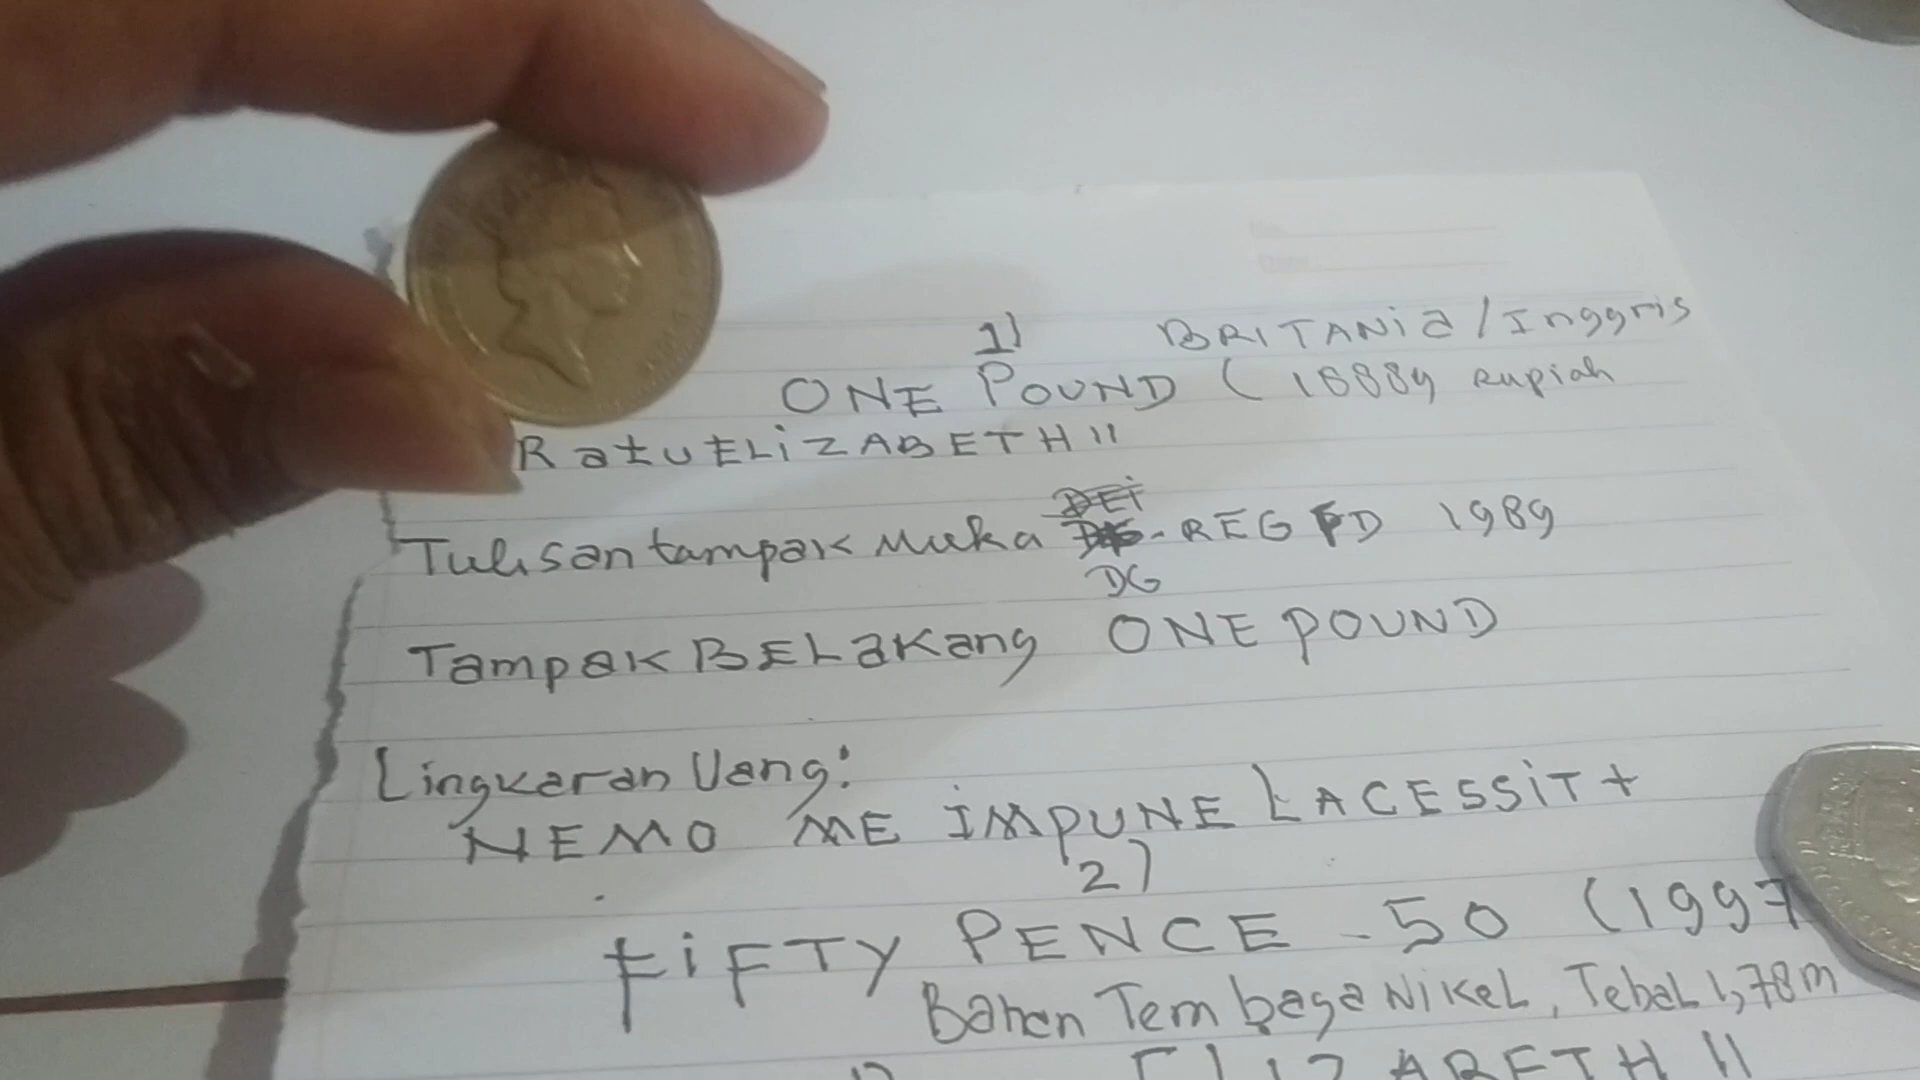 1) BRITANIa/Inggris
ONE POUND ( 18889 Rupiah
Ratu ELiZABETH II
DEi
Tulisan tampak Muka REG FD 1989
DG
Tampak BELaKang ONE POUND
Lingkaran Uang:
NEMO ME iMPUNE LACESSiT +
2)
FiFTY PENCE - 50 (1997
Bahan Tembaga NiKeL, Tebal 1,78m
ELIZABETH II